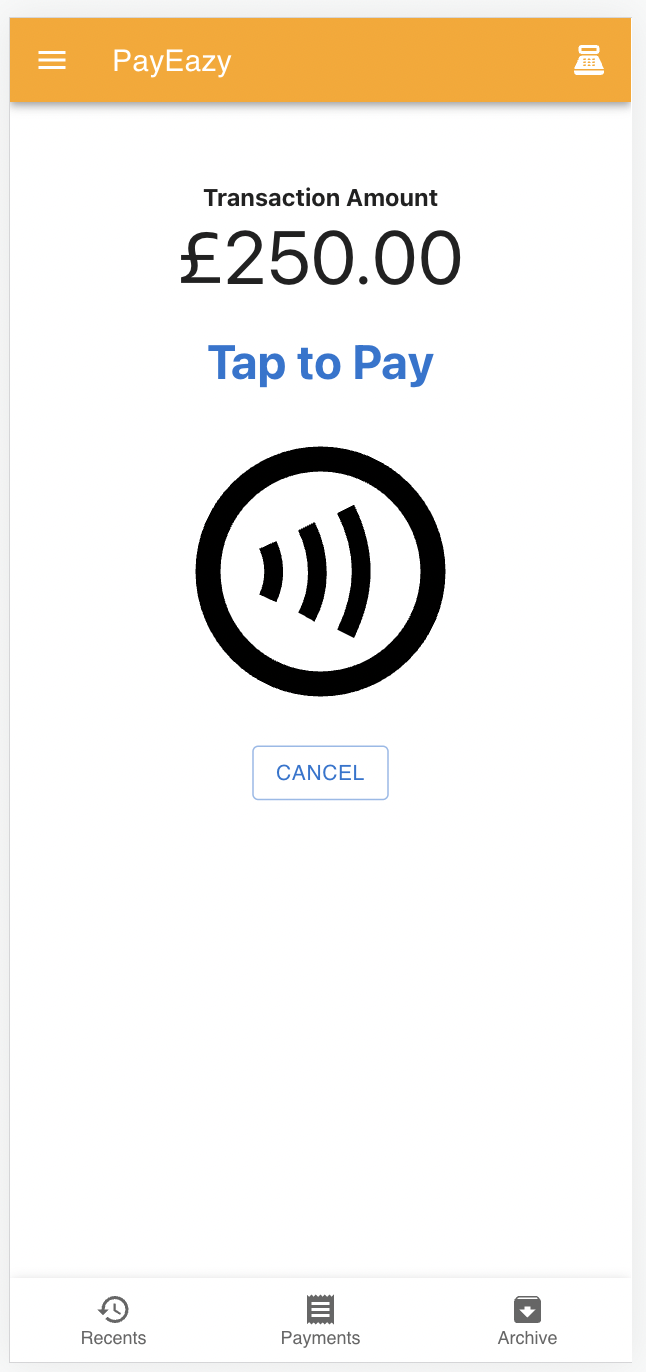 PayEazy
Transaction Amount
£250.00
Tap to Pay
CANCEL
Recents
Payments
Archive